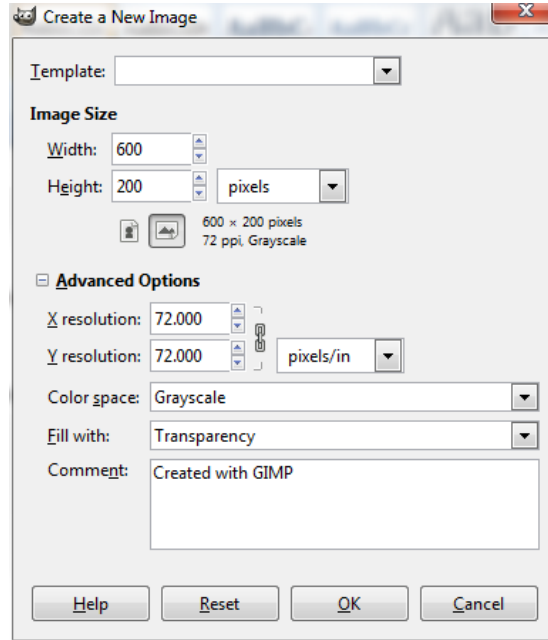 Create a New Image
Template:
Image Size
Width: 600
Height: 200 pixels
600 × 200 pixels
72 ppi, Grayscale
Advanced Options
X resolution: 72.000
Y resolution: 72.000 pixels/in
Color space: Grayscale
Fill with: Transparency
Comment: Created with GIMP
Help Reset OK Cancel